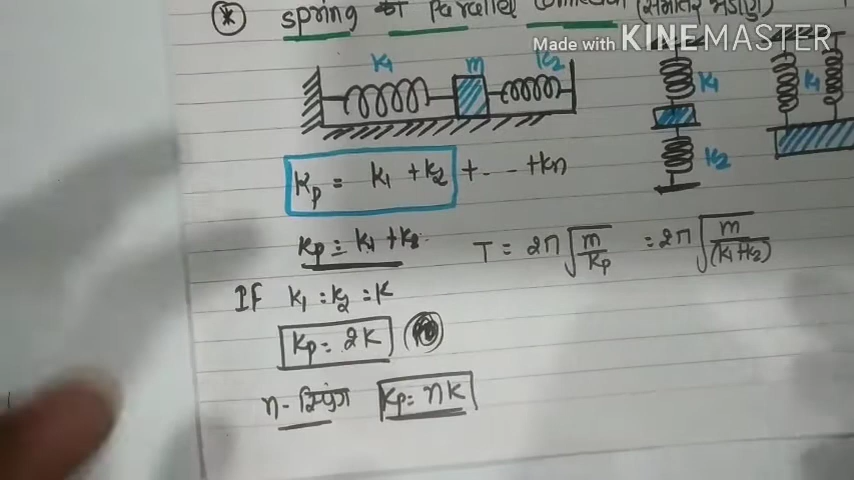 * spring का Parallel (समांतर
Made with KINEMASTER
K1 m K2
K1
K2
K1
Kp = K1 + K2 + - - - + Kn
Kp = K1 + K2
T = 2π√m/Kp = 2π√m/(K1+K2)
IF K1 = K2 = K
Kp = 2K
n- स्प्रिंग Kp = nK